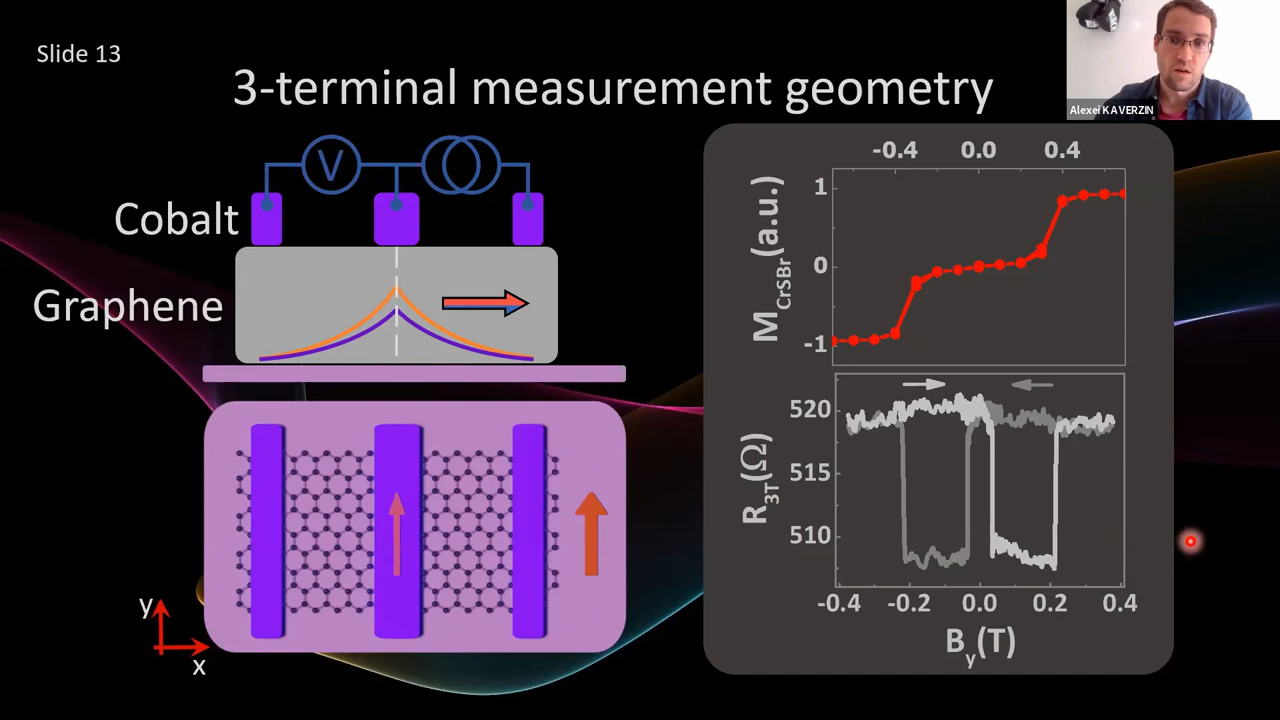 Slide 13
3-terminal measurement geometry
Alexei KAVERZIN
V
Cobalt
Graphene
y
x
-0.4 0.0 0.4
M_CrSBr (a.u.)
1
0
-1
R_3T (Ω)
520
515
510
-0.4 -0.2 0.0 0.2 0.4
B_y (T)